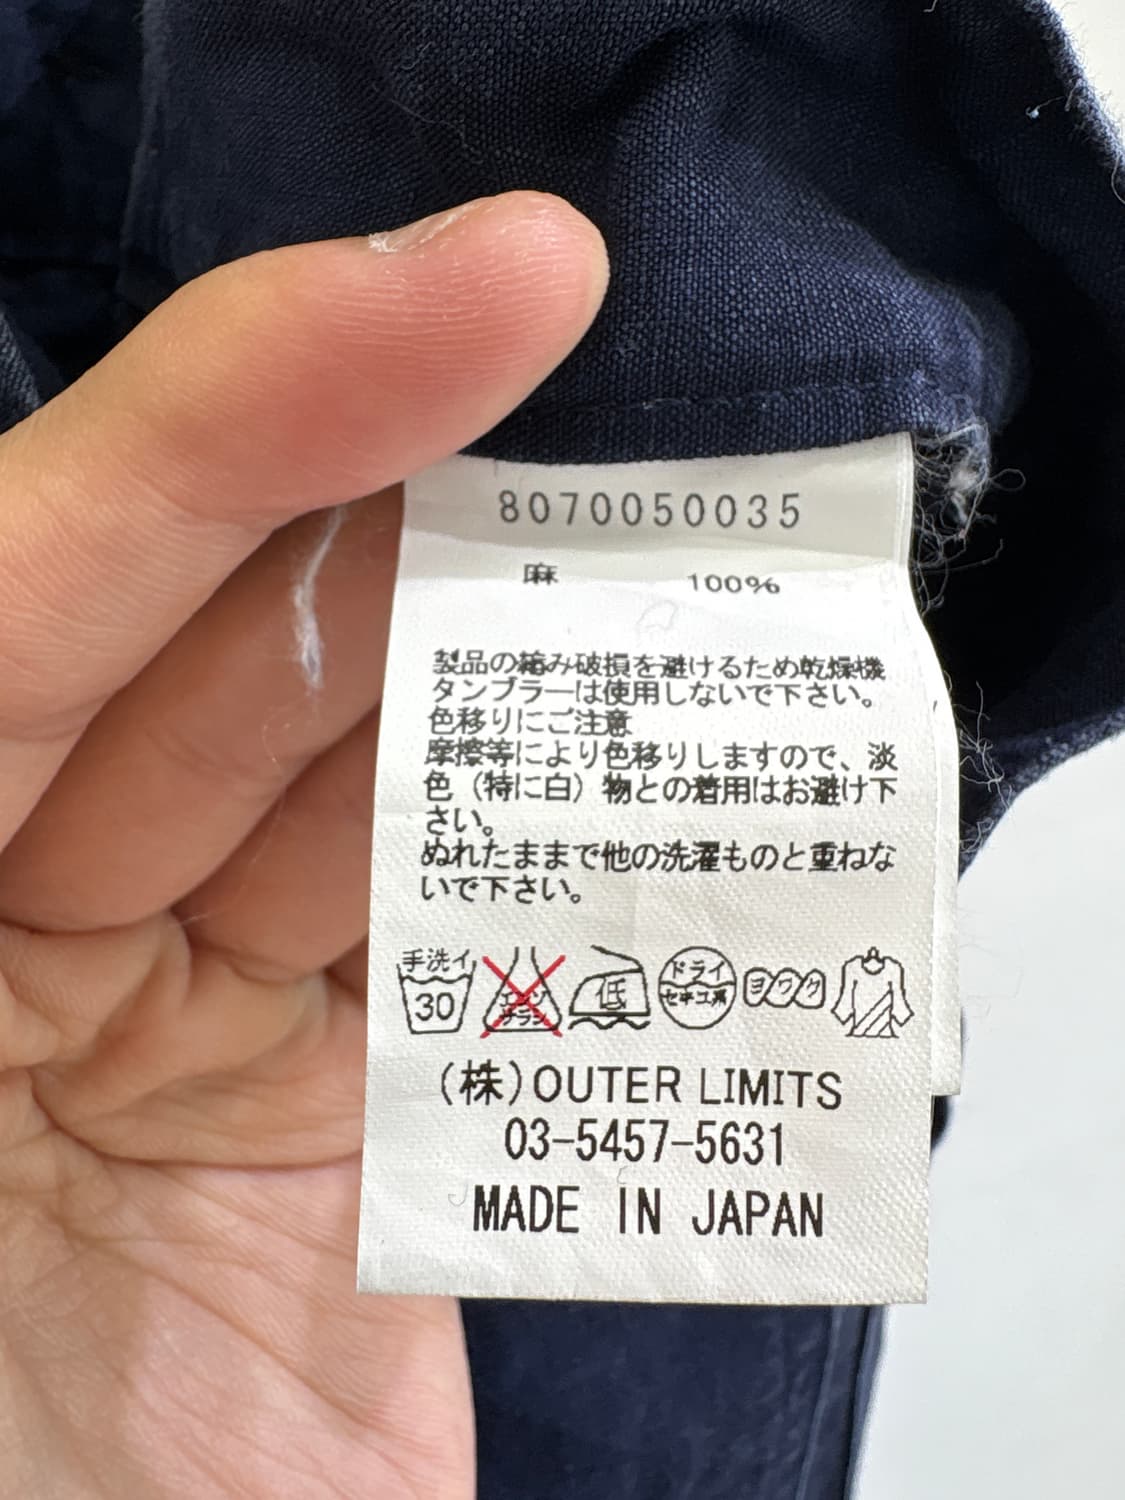 8070050035
麻 100%
製品の縮み破損を避けるため乾燥機
タンブラーは使用しないで下さい。
色移りにご注意
摩擦等により色移りしますので、淡
色（特に白）物との着用はお避け下
さい。
ぬれたままで他の洗濯ものと重ねな
いで下さい。
手洗イ 30
エンソサラシ
低
ドライ
セキユ系
ヨワク
(株)OUTER LIMITS
03-5457-5631
MADE IN JAPAN